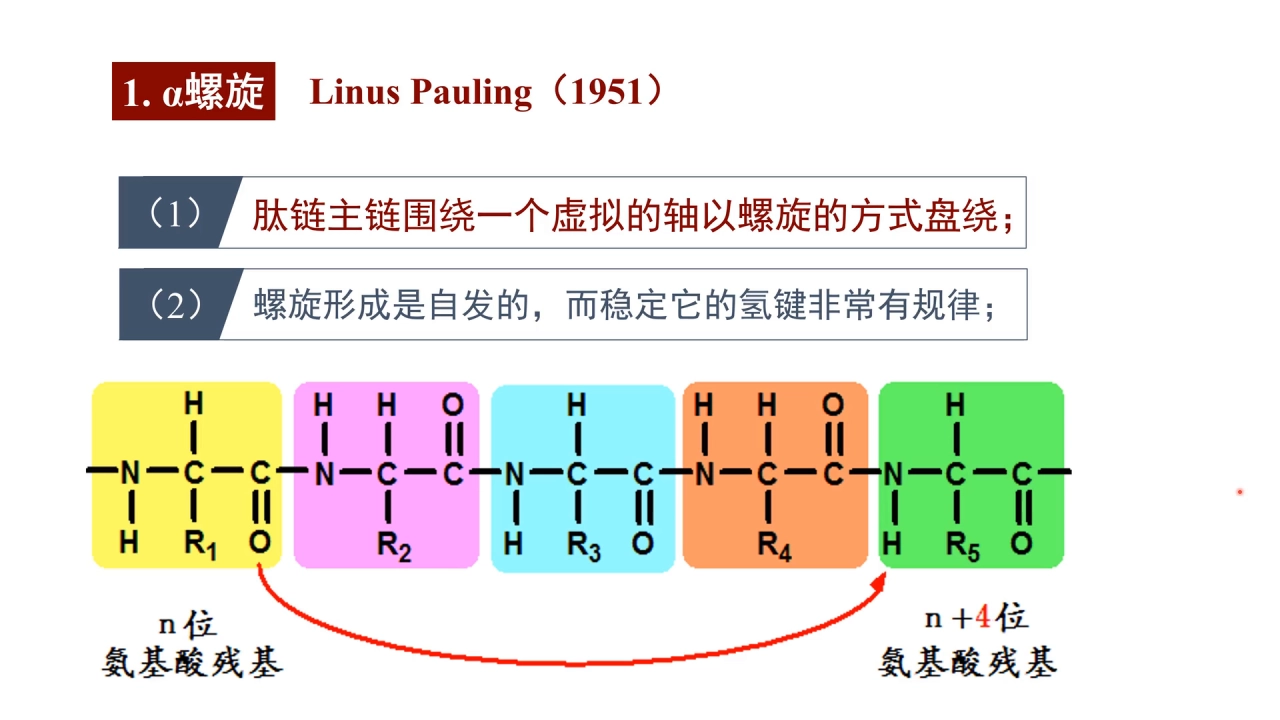 1. α螺旋 Linus Pauling（1951）
（1） 肽链主链围绕一个虚拟的轴以螺旋的方式盘绕；
（2） 螺旋形成是自发的，而稳定它的氢键非常有规律；
H H H O H H H O H
N C C N C C N C C N C C N C C
H R1 O R2 H R3 O R4 H R5 O
n位 n+4位
氨基酸残基 氨基酸残基